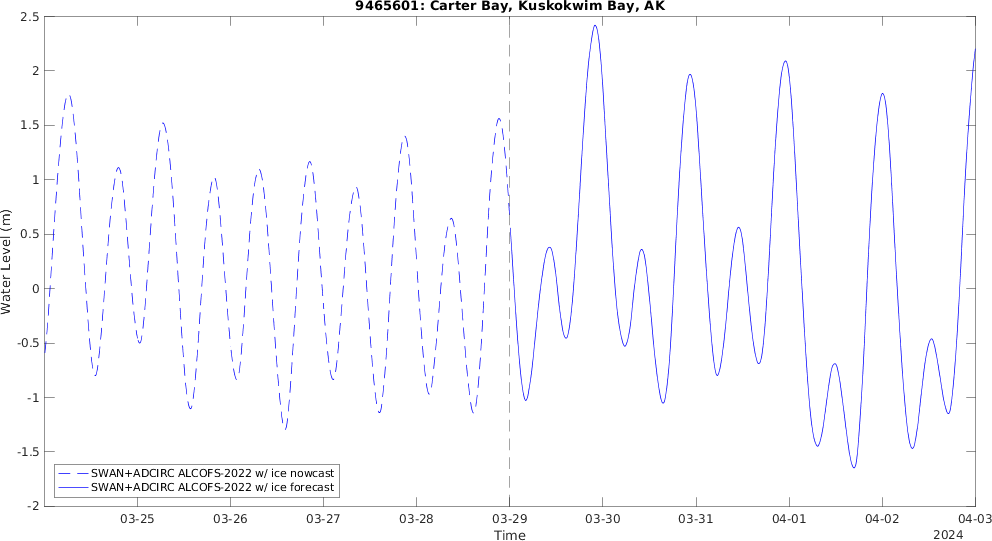 9465601: Carter Bay, Kuskokwim Bay, AK
2.5
2
1.5
1
0.5
0
-0.5
-1
-1.5
-2
Water Level (m)
SWAN+ADCIRC ALCOFS-2022 w/ ice nowcast
SWAN+ADCIRC ALCOFS-2022 w/ ice forecast
03-25 03-26 03-27 03-28 03-29 03-30 03-31 04-01 04-02 04-03
Time
2024